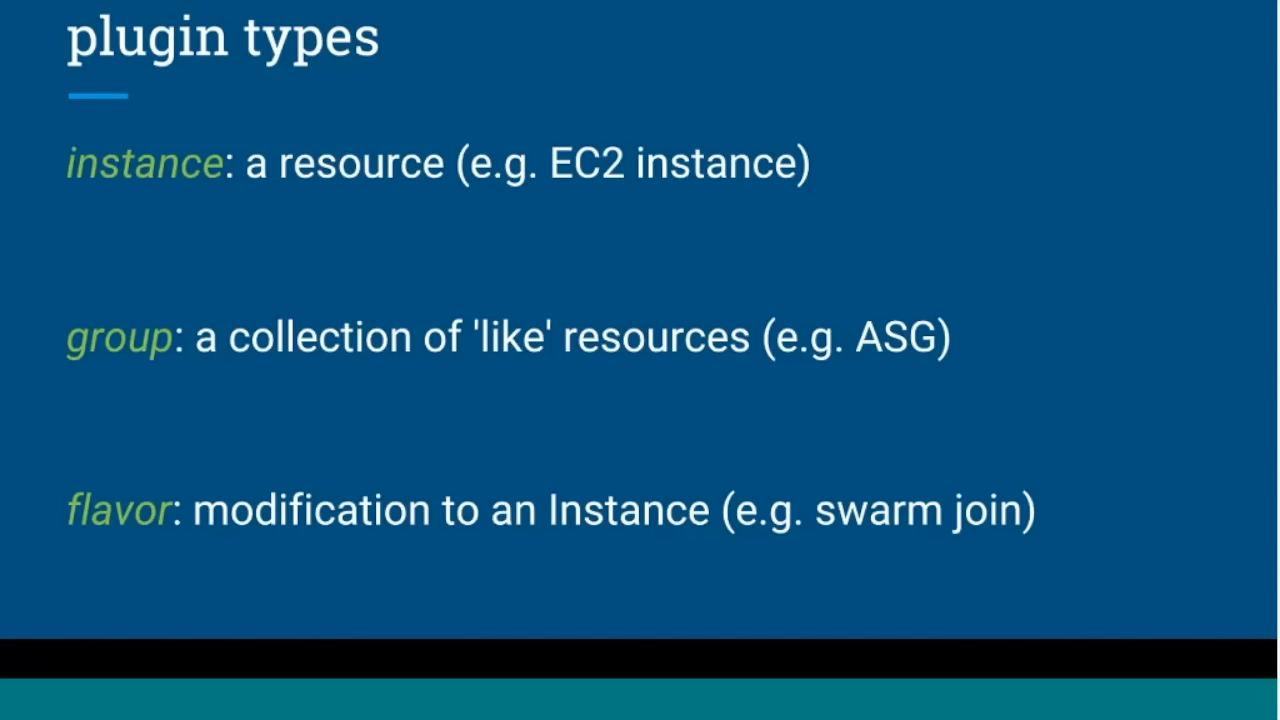 plugin types
instance: a resource (e.g. EC2 instance)
group: a collection of 'like' resources (e.g. ASG)
flavor: modification to an Instance (e.g. swarm join)